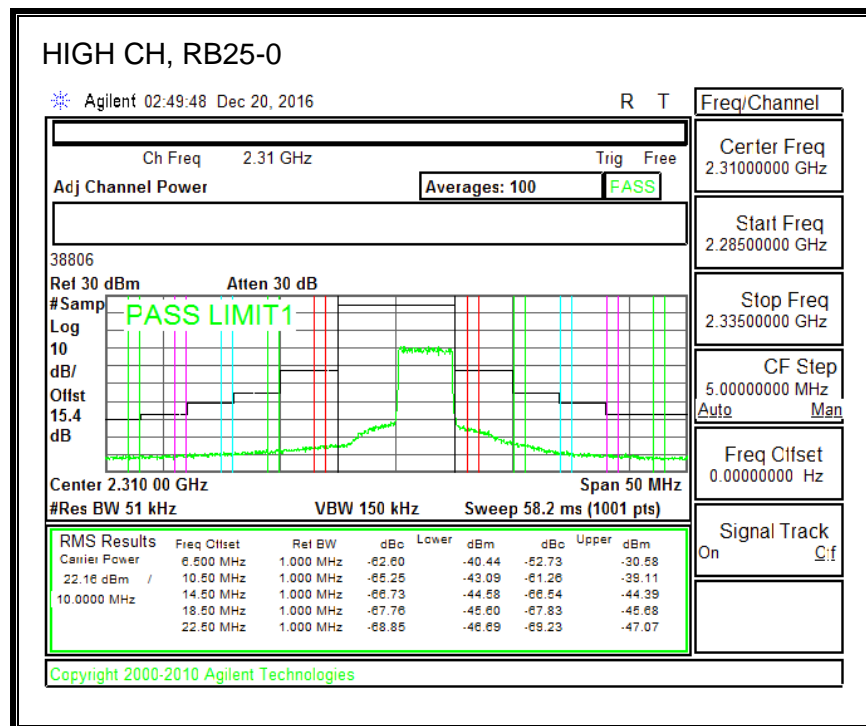 HIGH CH, RB25-0
Agilent 02:49:48 Dec 20, 2016 R T
Freq/Channel
Ch Freq 2.31 GHz Trig Free
Adj Channel Power Averages: 100 PASS
38806
Ref 30 dBm Atten 30 dB
#Samp
Log
10
dB/
Offst
15.4
dB
PASS LIMIT1
Center 2.310 00 GHz Span 50 MHz
#Res BW 51 kHz VBW 150 kHz Sweep 58.2 ms (1001 pts)
RMS Results Freq Offset Ref BW dBc Lower dBm dBc Upper dBm
Carrier Power 6.500 MHz 1.000 MHz -62.60 -40.44 -52.73 -30.58
22.16 dBm / 10.50 MHz 1.000 MHz -65.25 -43.09 -61.26 -39.11
10.0000 MHz 14.50 MHz 1.000 MHz -66.73 -44.58 -66.54 -44.39
18.50 MHz 1.000 MHz -67.76 -45.60 -67.83 -45.68
22.50 MHz 1.000 MHz -68.85 -46.69 -69.23 -47.07
Center Freq
2.31000000 GHz
Start Freq
2.28500000 GHz
Stop Freq
2.33500000 GHz
CF Step
5.00000000 MHz
Auto Man
Freq Offset
0.00000000 Hz
Signal Track
On Off
Copyright 2000-2010 Agilent Technologies